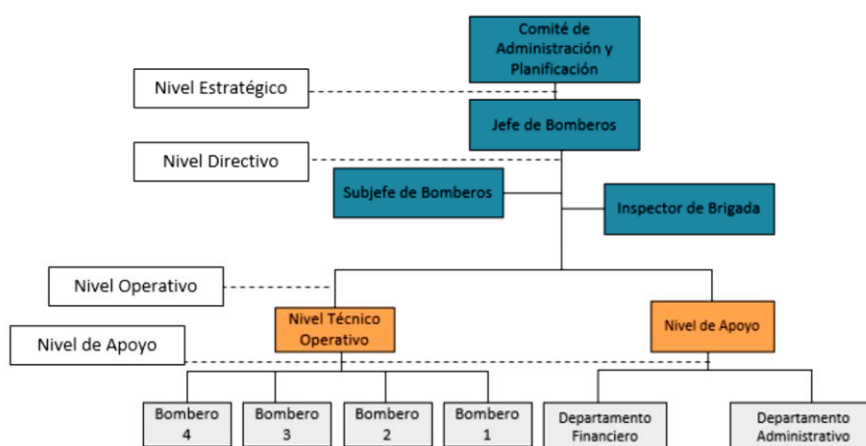 Comité de
Administración y
Planificación
Nivel Estratégico
Jefe de Bomberos
Nivel Directivo
Subjefe de Bomberos
Inspector de Brigada
Nivel Operativo
Nivel Técnico
Operativo
Nivel de Apoyo
Nivel de Apoyo
Bombero
4
Bombero
3
Bombero
2
Bombero
1
Departamento
Financiero
Departamento
Administrativo